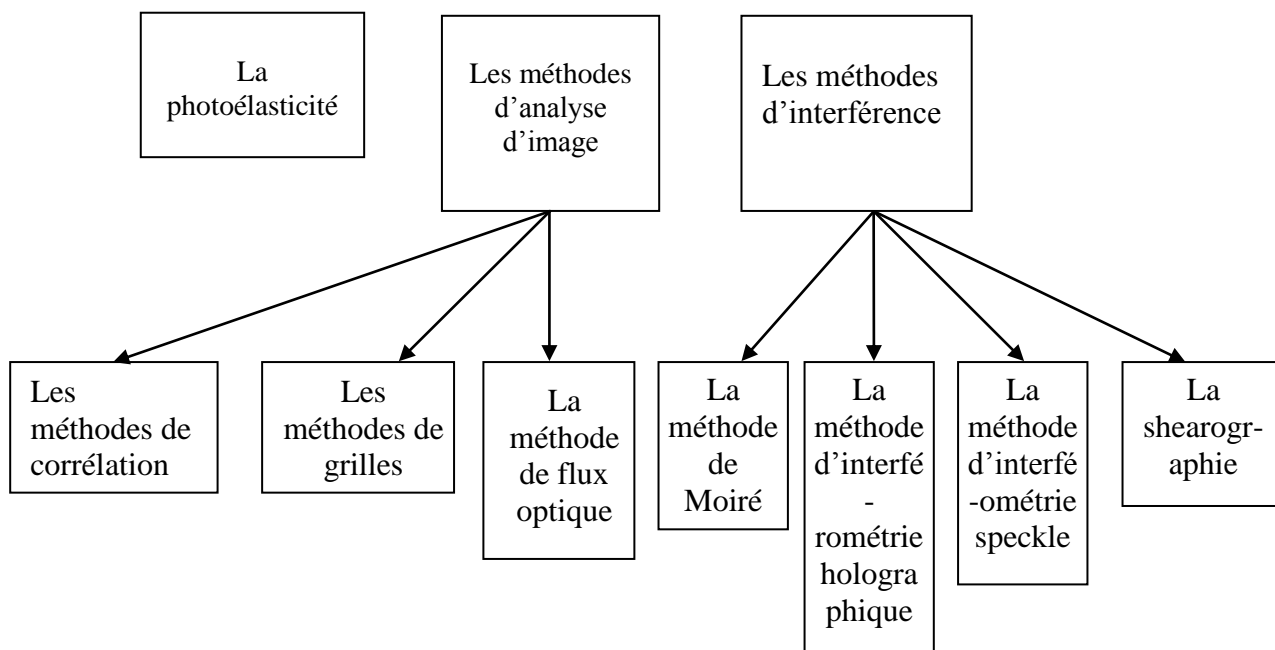 La
photoélasticité
Les méthodes
d’analyse
d’image
Les méthodes
d’interférence
Les
méthodes de
corrélation
Les
méthodes de
grilles
La
méthode
de flux
optique
La
méthode
de
Moiré
La
méthode
d’interfé
-
rométrie
hologra
phique
La
méthode
d’interfé
-ométrie
speckle
La
shearogr-
aphie